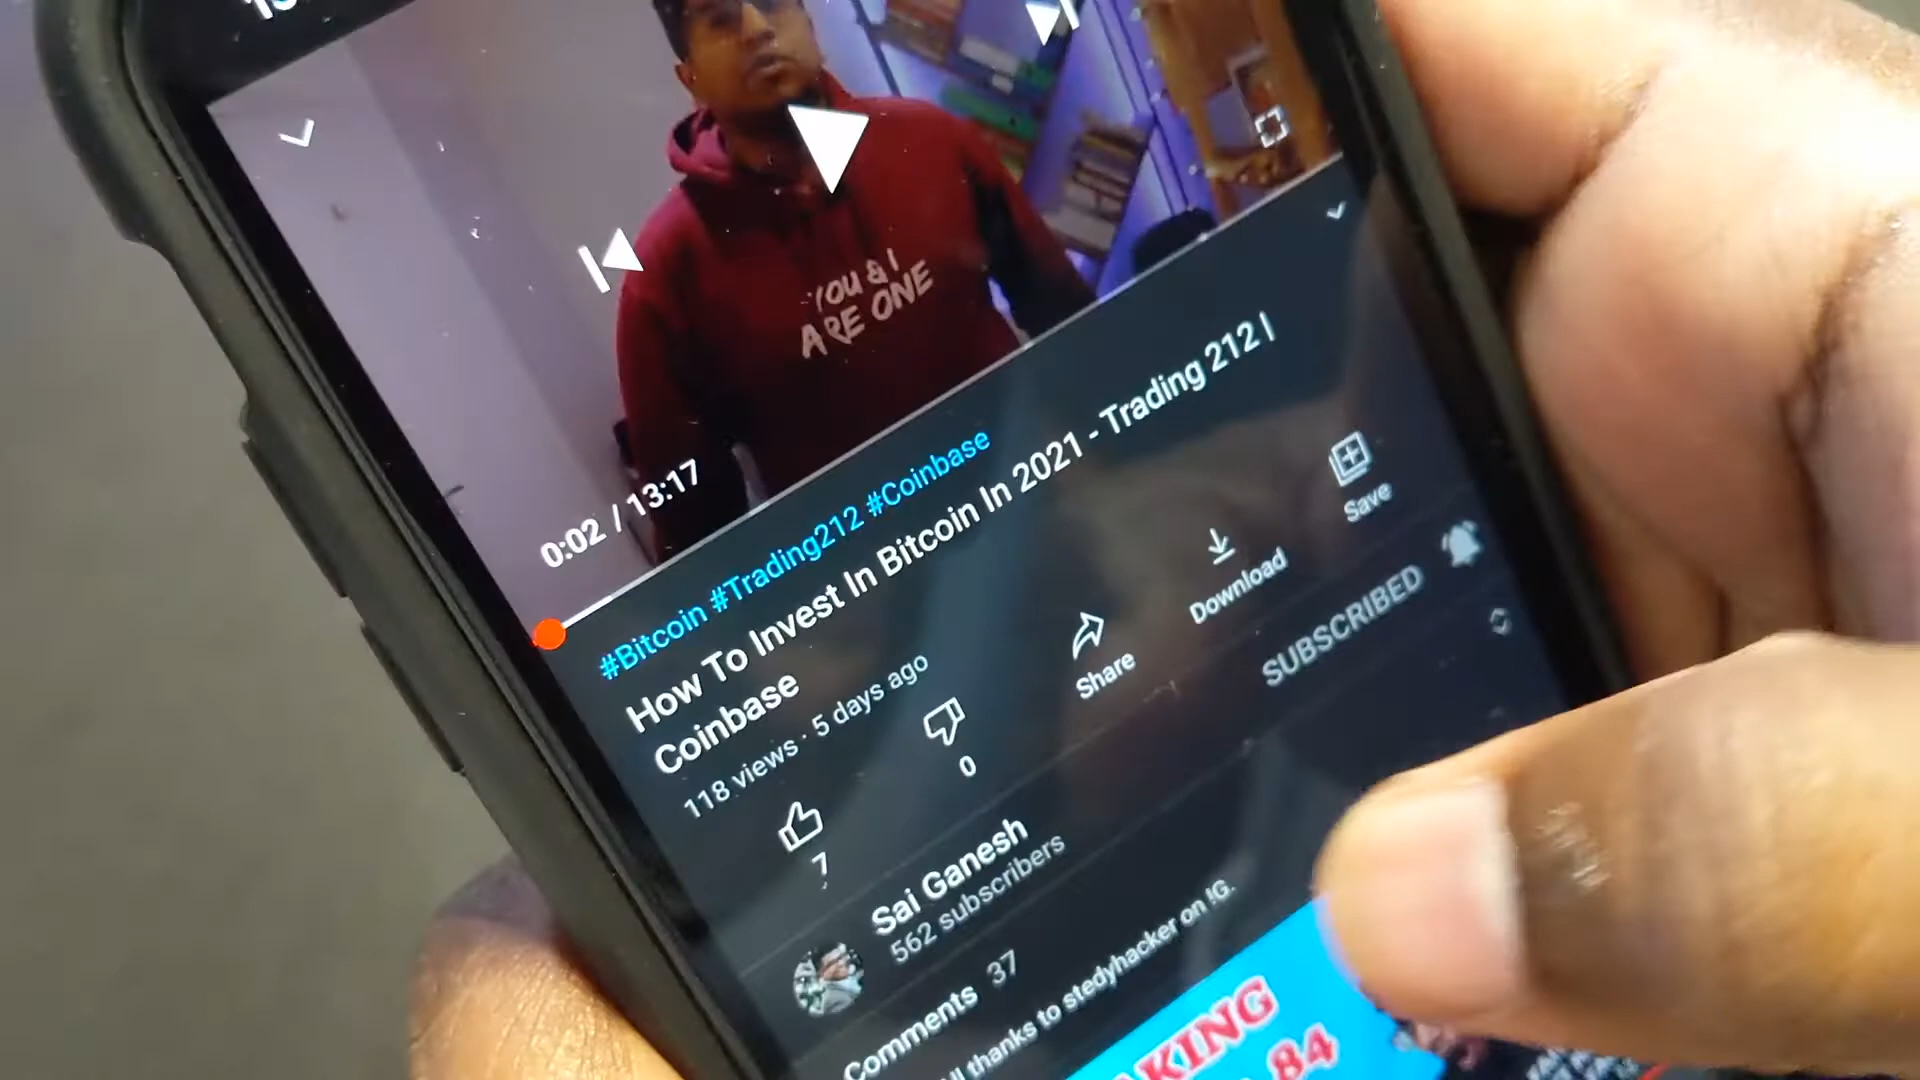 YOU & I
ARE ONE
0:02 / 13:17
#Bitcoin #Trading212 #Coinbase
How To Invest In Bitcoin In 2021 - Trading 212 |
Coinbase
118 views · 5 days ago
7
0
Share
Download
Save
Sai Ganesh
562 subscribers
SUBSCRIBED
Comments 37
thanks to stedyhacker on IG.
84